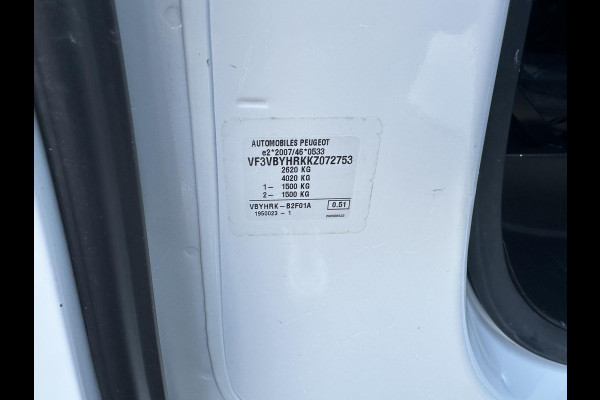 AUTOMOBILES PEUGEOT
e2*2007/46*0533
VF3VBYHRKKZ072753
2620 KG
4020 KG
1– 1500 KG
2– 1500 KG
VBYHRK–B2F01A 0.51
1950023 – 1